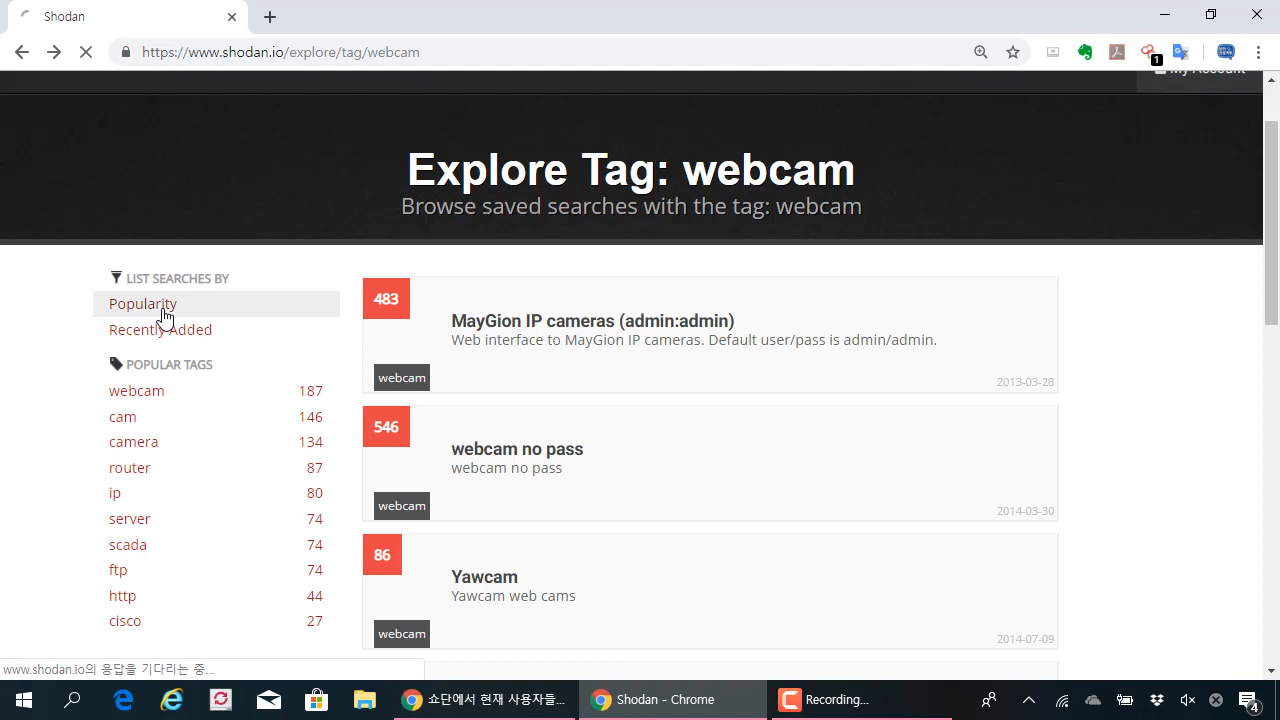 Shodan
https://www.shodan.io/explore/tag/webcam
1
My Account
Explore Tag: webcam
Browse saved searches with the tag: webcam
LIST SEARCHES BY
Popularity
Recently Added
POPULAR TAGS
webcam 187
cam 146
camera 134
router 87
ip 80
server 74
scada 74
ftp 74
http 44
cisco 27
483
MayGion IP cameras (admin:admin)
Web interface to MayGion IP cameras. Default user/pass is admin/admin.
webcam
2013-03-28
546
webcam no pass
webcam no pass
webcam
2014-03-30
86
Yawcam
Yawcam web cams
webcam
2014-07-09
www.shodan.io의 응답을 기다리는 중...
쇼단에서 현재 사용자들...
Shodan - Chrome
Recording...
4